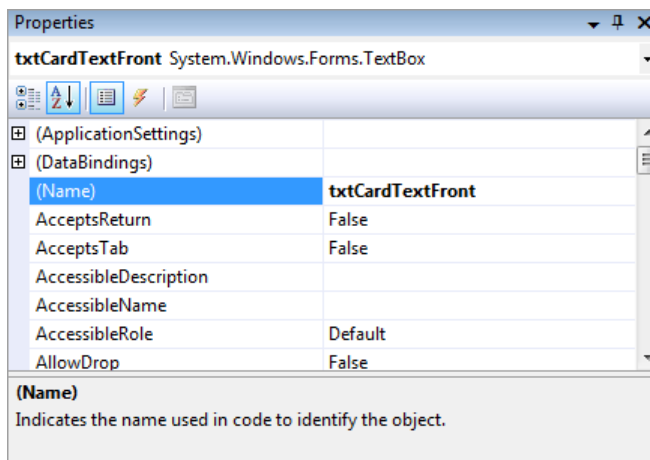 Properties
txtCardTextFront System.Windows.Forms.TextBox
(ApplicationSettings)
(DataBindings)
(Name) txtCardTextFront
AcceptsReturn False
AcceptsTab False
AccessibleDescription
AccessibleName
AccessibleRole Default
AllowDrop False
(Name)
Indicates the name used in code to identify the object.